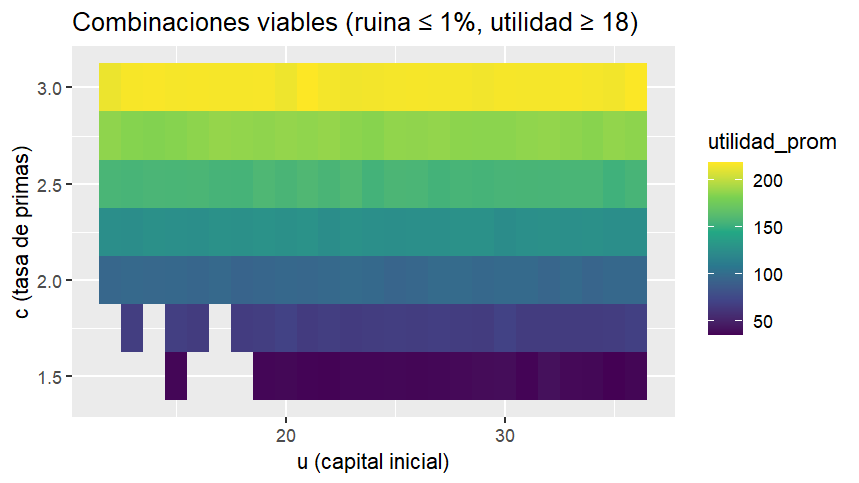 Combinaciones viables (ruina ≤ 1%, utilidad ≥ 18)
c (tasa de primas)
3.0
2.5
2.0
1.5
20
30
u (capital inicial)
utilidad_prom
200
150
100
50